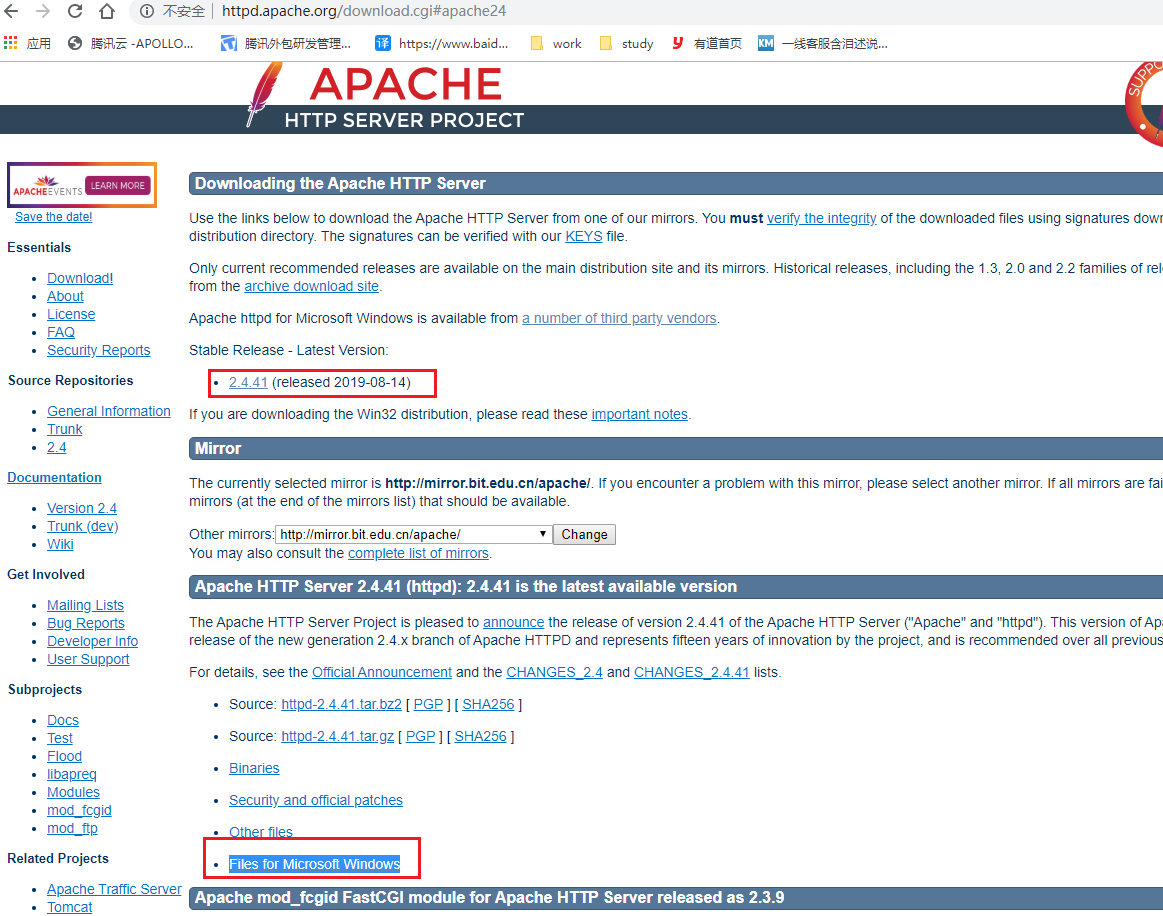 不安全 | httpd.apache.org/download.cgi#apache24
应用 腾讯云 -APOLLO... 腾讯外包研发管理... 译 https://www.baid... work study y 有道首页 KM 一线客服含泪述说...
APACHE
HTTP SERVER PROJECT
SUPPO
APACHEEVENTS LEARN MORE
Save the date!
Essentials
Download!
About
License
FAQ
Security Reports
Source Repositories
General Information
Trunk
2.4
Documentation
Version 2.4
Trunk (dev)
Wiki
Get Involved
Mailing Lists
Bug Reports
Developer Info
User Support
Subprojects
Docs
Test
Flood
libapreq
Modules
mod_fcgid
mod_ftp
Related Projects
Apache Traffic Server
Tomcat
Downloading the Apache HTTP Server
Use the links below to download the Apache HTTP Server from one of our mirrors. You must verify the integrity of the downloaded files using signatures dow
distribution directory. The signatures can be verified with our KEYS file.
Only current recommended releases are available on the main distribution site and its mirrors. Historical releases, including the 1.3, 2.0 and 2.2 families of rel
from the archive download site.
Apache httpd for Microsoft Windows is available from a number of third party vendors.
Stable Release - Latest Version:
2.4.41 (released 2019-08-14)
If you are downloading the Win32 distribution, please read these important notes.
Mirror
The currently selected mirror is http://mirror.bit.edu.cn/apache/. If you encounter a problem with this mirror, please select another mirror. If all mirrors are fai
mirrors (at the end of the mirrors list) that should be available.
Other mirrors: http://mirror.bit.edu.cn/apache/ Change
You may also consult the complete list of mirrors.
Apache HTTP Server 2.4.41 (httpd): 2.4.41 is the latest available version
The Apache HTTP Server Project is pleased to announce the release of version 2.4.41 of the Apache HTTP Server ("Apache" and "httpd"). This version of Ap
release of the new generation 2.4.x branch of Apache HTTPD and represents fifteen years of innovation by the project, and is recommended over all previous
For details, see the Official Announcement and the CHANGES_2.4 and CHANGES_2.4.41 lists.
Source: httpd-2.4.41.tar.bz2 [ PGP ] [ SHA256 ]
Source: httpd-2.4.41.tar.gz [ PGP ] [ SHA256 ]
Binaries
Security and official patches
Other files
Files for Microsoft Windows
Apache mod_fcgid FastCGI module for Apache HTTP Server released as 2.3.9